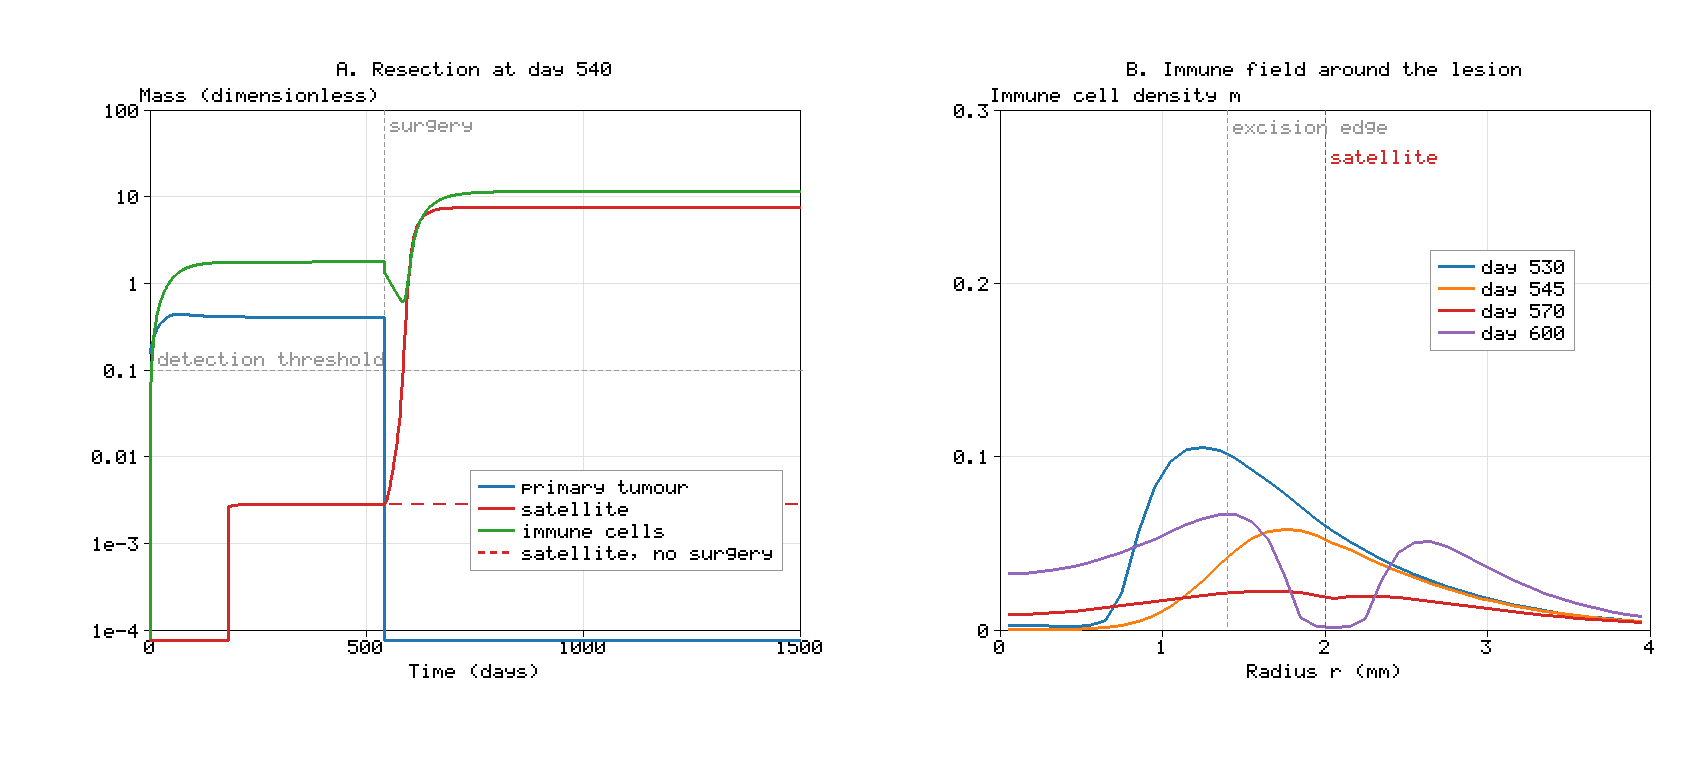 A. Resection at day 540
Mass (dimensionless)
100
10
1
0.1
0.01
1e-3
1e-4
surgery
detection threshold
primary tumour
satellite
immune cells
satellite, no surgery
0
500
1000
1500
Time (days)
B. Immune field around the lesion
Immune cell density m
0.3
0.2
0.1
0
excision edge
satellite
day 530
day 545
day 570
day 600
0
1
2
3
4
Radius r (mm)